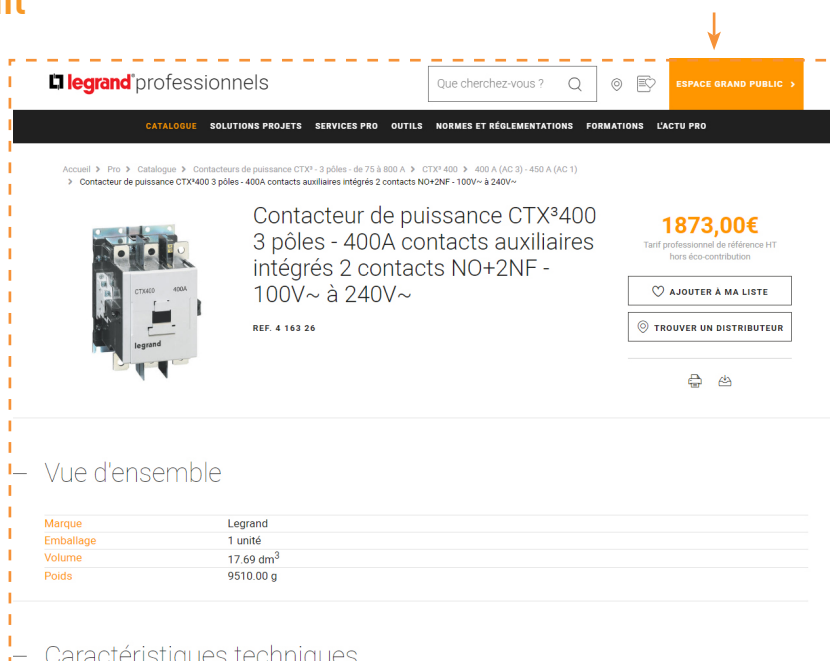 legrand professionnels
Que cherchez-vous ?
ESPACE GRAND PUBLIC >
CATALOGUE SOLUTIONS PROJETS SERVICES PRO OUTILS NORMES ET RÉGLEMENTATIONS FORMATIONS L'ACTU PRO
Accueil > Pro > Catalogue > Contacteurs de puissance CTX³ - 3 pôles - de 75 à 800 A > CTX³ 400 > 400 A (AC 3) - 450 A (AC 1)
> Contacteur de puissance CTX³400 3 pôles - 400A contacts auxiliaires intégrés 2 contacts NO+2NF - 100V~ à 240V~
CTX400 400A
legrand
Contacteur de puissance CTX³400
3 pôles - 400A contacts auxiliaires
intégrés 2 contacts NO+2NF -
100V~ à 240V~
REF. 4 163 26
1873,00€
Tarif professionnel de référence HT
hors éco-contribution
AJOUTER À MA LISTE
TROUVER UN DISTRIBUTEUR
Vue d'ensemble
Marque Legrand
Emballage 1 unité
Volume 17.69 dm³
Poids 9510.00 g
Caractéristiques techniques